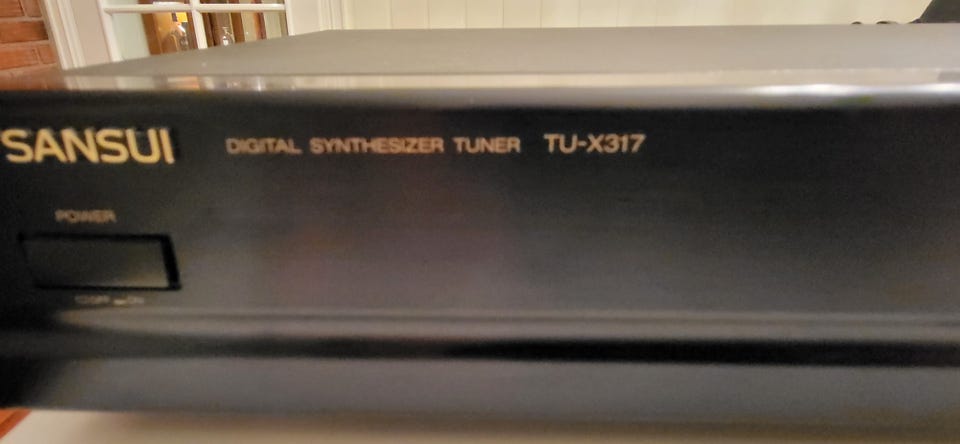 SANSUI DIGITAL SYNTHESIZER TUNER TU-X317
POWER